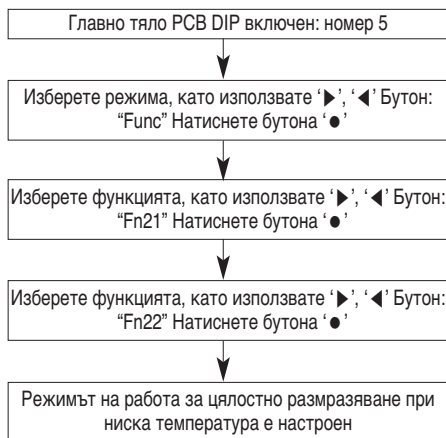 Главно тяло PCB DIP включен: номер 5
Изберете режима, като използвате ‘▶’, ‘◀’ Бутон:
“Func” Натиснете бутона ‘●’
Изберете функцията, като използвате ‘▶’, ‘◀’ Бутон:
“Fn21” Натиснете бутона ‘●’
Изберете функцията, като използвате ‘▶’, ‘◀’ Бутон:
“Fn22” Натиснете бутона ‘●’
Режимът на работа за цялостно размразяване при
ниска температура е настроен